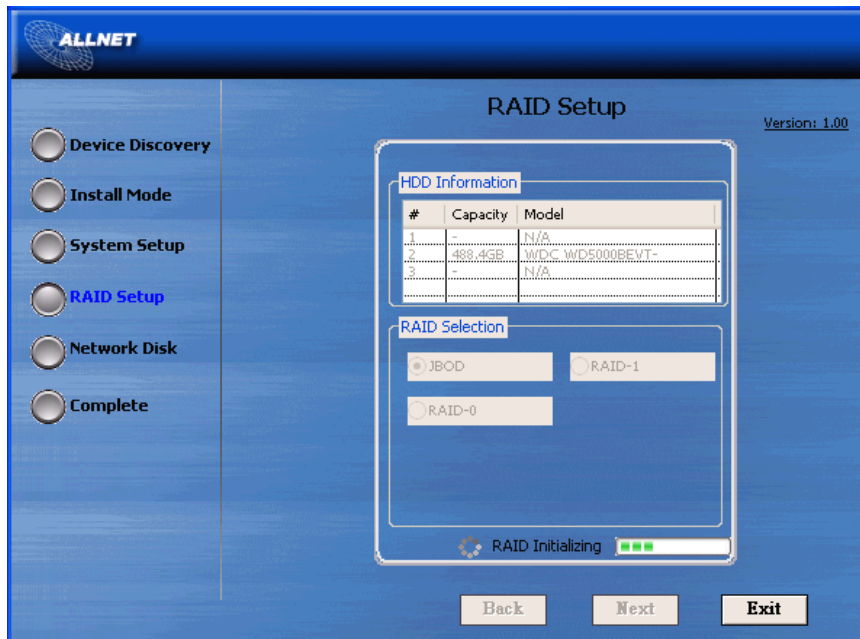 ALLNET
RAID Setup
Version: 1.00
Device Discovery
Install Mode
System Setup
RAID Setup
Network Disk
Complete
HDD Information
# Capacity Model
1 - N/A
2 488.4GB WDC WD5000BEVT-
3 - N/A
RAID Selection
JBOD RAID-1
RAID-0
RAID Initializing
Back Next Exit